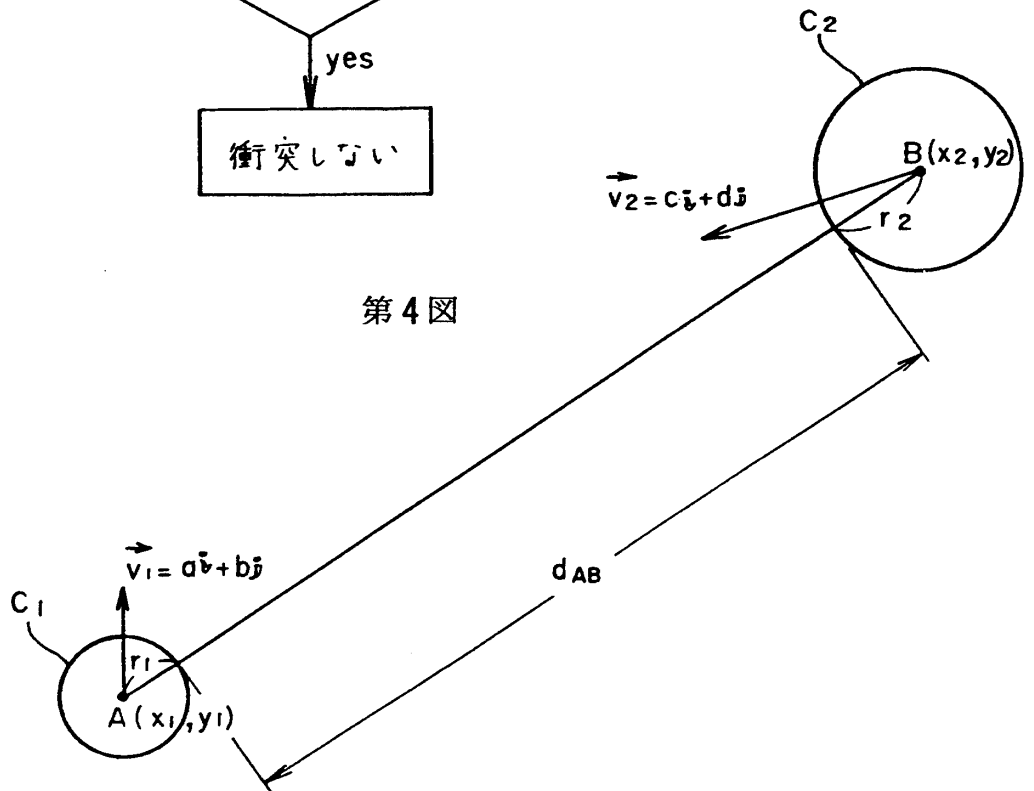 yes
衝突しない
C2
B(x2,y2)
v2=ci+dj
r2
第4図
dAB
v1=ai+bj
C1
r1
A(x1,y1)